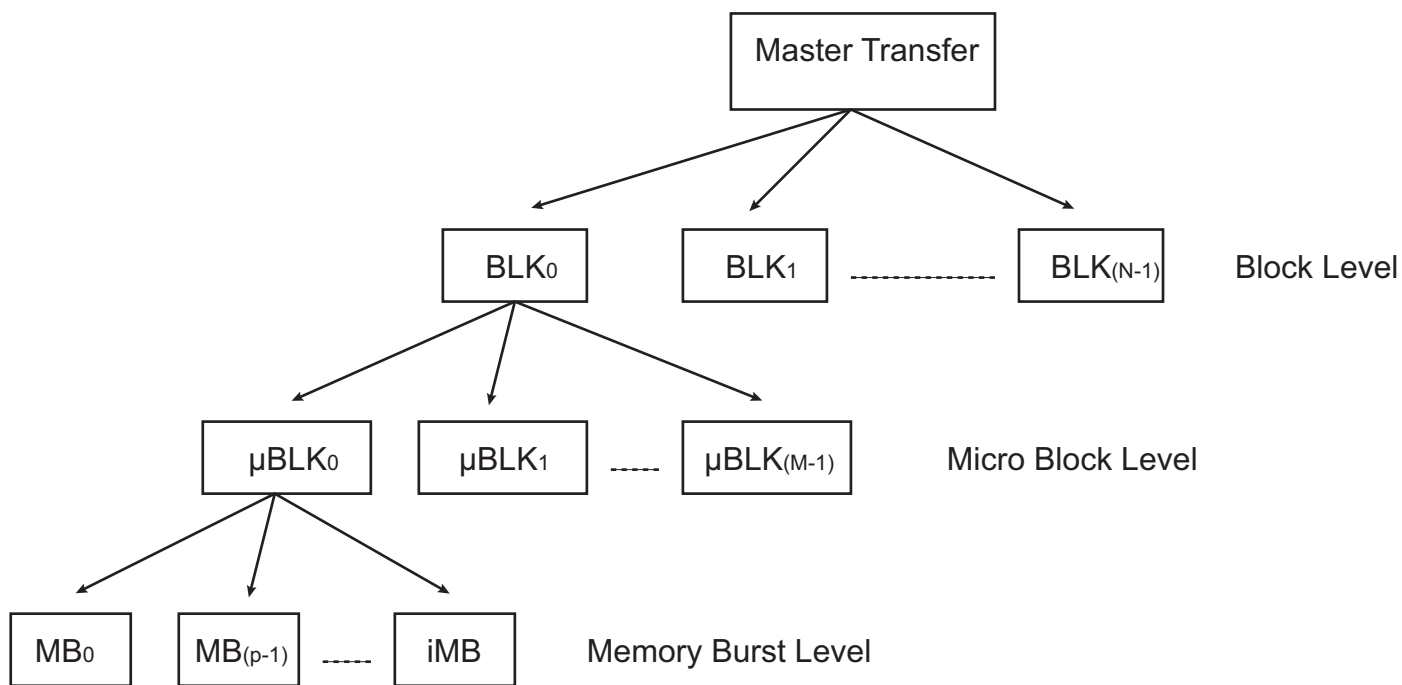 Master Transfer
BLK0 BLK1 BLK(N-1) Block Level
µBLK0 µBLK1 µBLK(M-1) Micro Block Level
MB0 MB(p-1) iMB Memory Burst Level